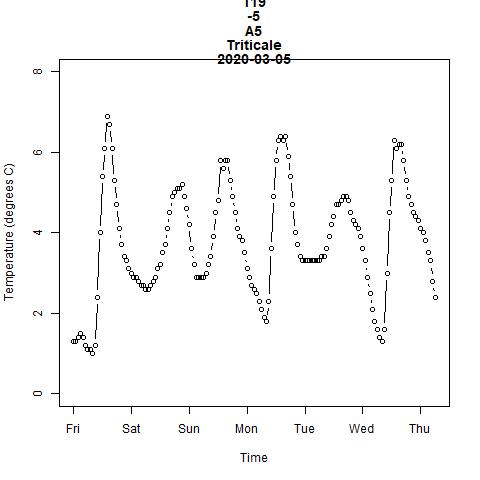 T19
-5
A5
Triticale
2020-03-05
Temperature (degrees C)
8
6
4
2
0
Fri Sat Sun Mon Tue Wed Thu
Time